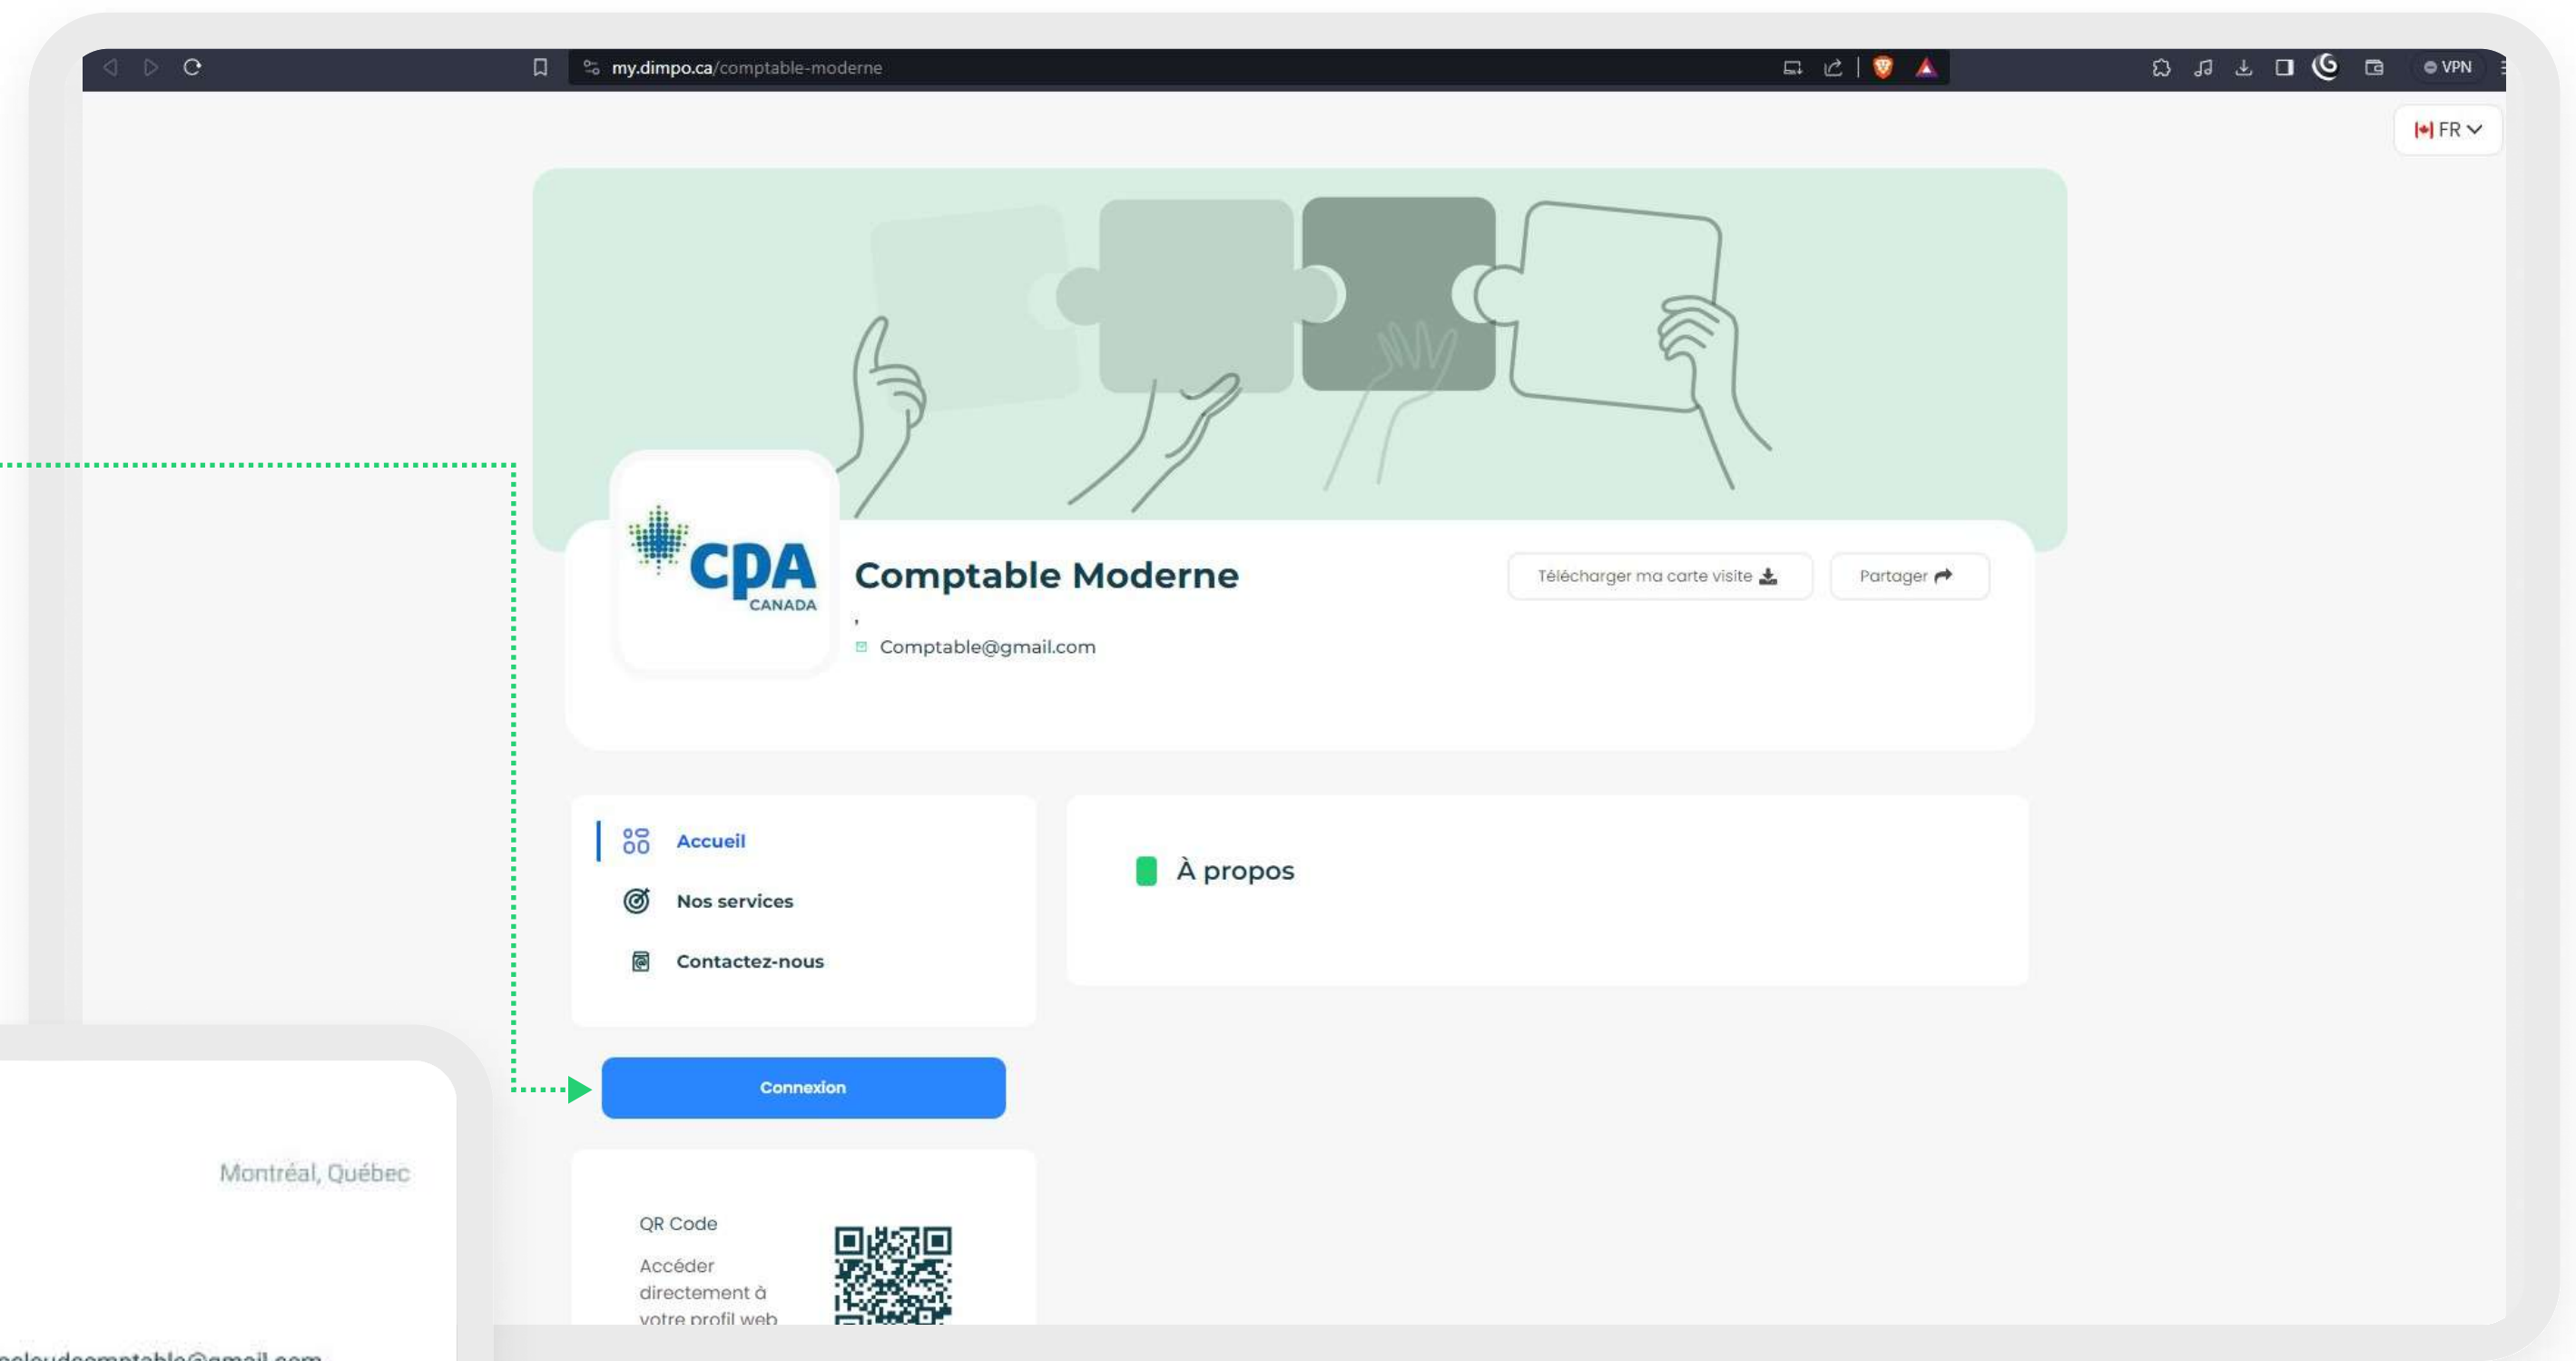 my.dimpo.ca/comptable-moderne
VPN
FR
CPA
CANADA
Comptable Moderne
,
Comptable@gmail.com
Télécharger ma carte visite
Partager
Accueil
Nos services
Contactez-nous
À propos
Connexion
QR Code
Accéder
directement à
votre profil web
Montréal, Québec